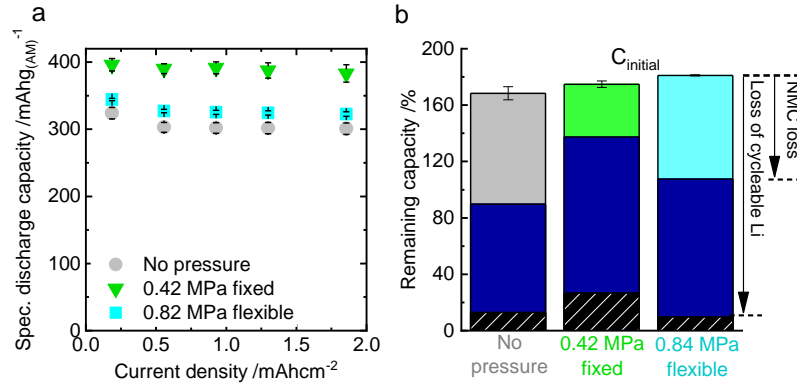 a
Spec. discharge capacity /mAhg(AM)⁻¹
400
300
200
100
0
0.0
0.5
1.0
1.5
2.0
Current density /mAhcm⁻²
No pressure
0.42 MPa fixed
0.82 MPa flexible
b
Remaining capacity /%
200
160
120
80
40
0
C_initial
NMC loss
Loss of cycleable Li
No
pressure
0.42 MPa
fixed
0.84 MPa
flexible